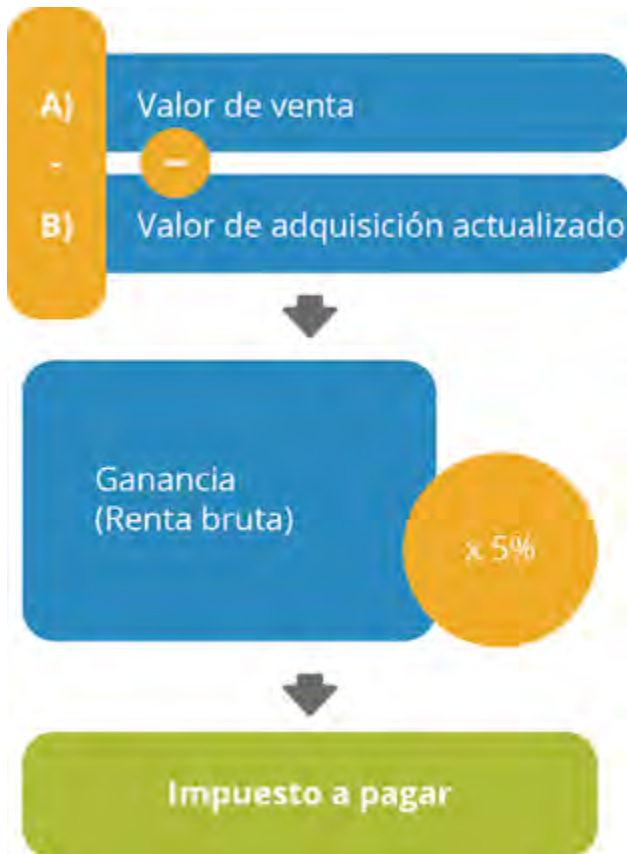 A) Valor de venta
- −
B) Valor de adquisición actualizado
Ganancia
(Renta bruta)
x 5%
Impuesto a pagar